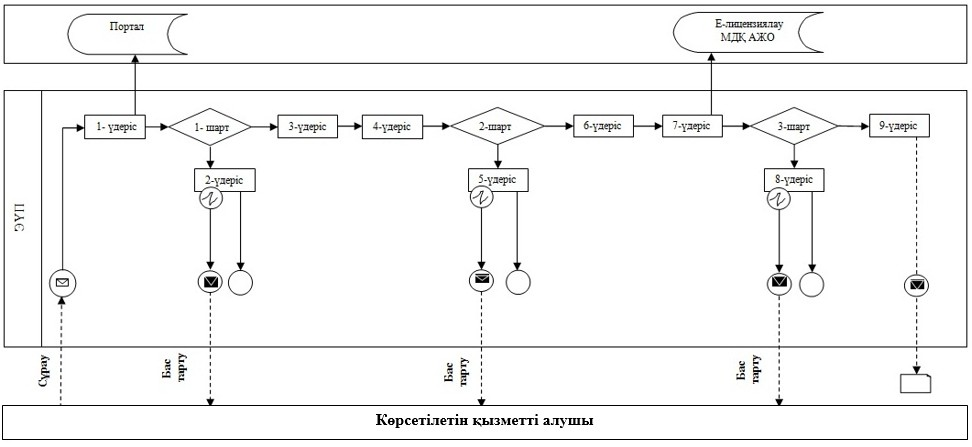 Портал
Е-лицензиялау
МДҚ АЖО
1- үдеріс
1- шарт
3-үдеріс
4-үдеріс
2-шарт
6-үдеріс
7-үдеріс
3-шарт
9-үдеріс
2-үдеріс
5-үдеріс
8-үдеріс
ЭҮП
Сұрау
Бас
тарту
Бас
тарту
Бас
тарту
Көрсетілетін қызметті алушы